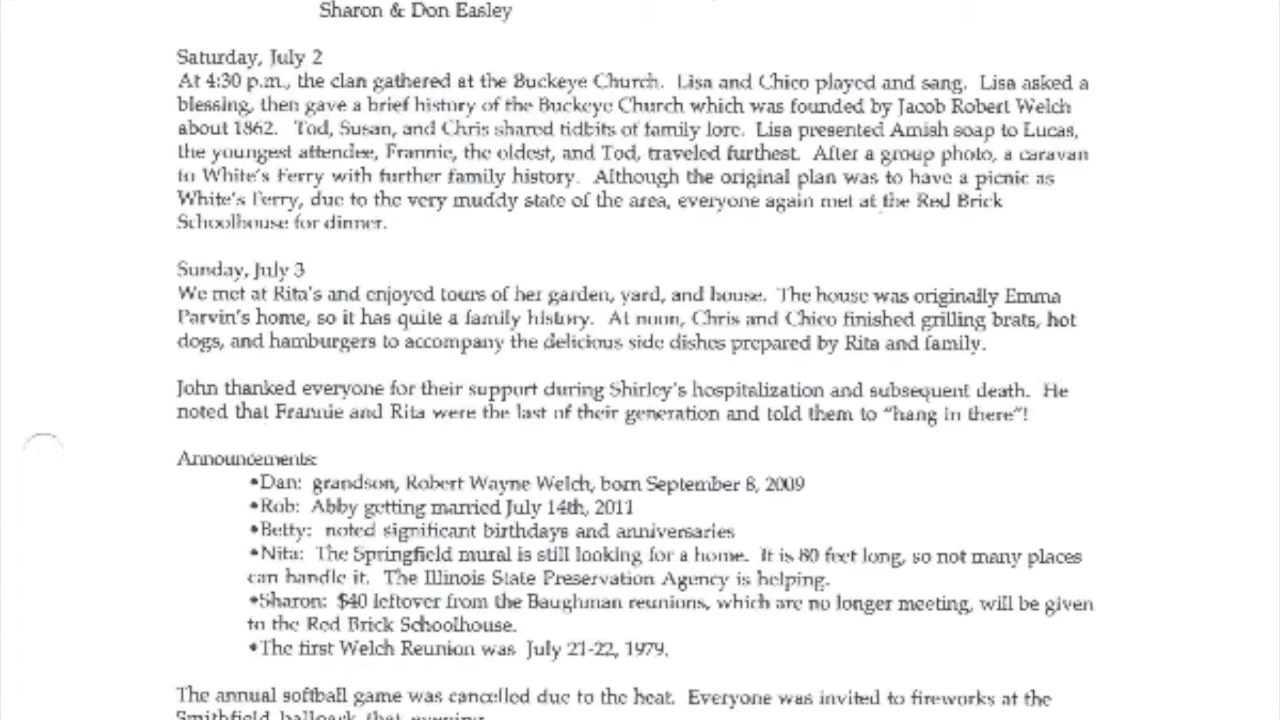 Sharon & Don Easley
Saturday, July 2
At 4:30 p.m., the clan gathered at the Buckeye Church. Lisa and Chico played and sang. Lisa asked a
blessing, then gave a brief history of the Buckeye Church which was founded by Jacob Robert Welch
about 1862. Tod, Susan, and Chris shared tidbits of family lore. Lisa presented Amish soap to Lucas,
the youngest attendee, Frannie, the oldest, and Tod, traveled furthest. After a group photo, a caravan
to White's Ferry with further family history. Although the original plan was to have a picnic as
White's Ferry, due to the very muddy state of the area, everyone again met at the Red Brick
Schoolhouse for dinner.
Sunday, July 3
We met at Rita's and enjoyed tours of her garden, yard, and house. The house was originally Emma
Parvin's home, so it has quite a family history. At noon, Chris and Chico finished grilling brats, hot
dogs, and hamburgers to accompany the delicious side dishes prepared by Rita and family.
John thanked everyone for their support during Shirley's hospitalization and subsequent death. He
noted that Frannie and Rita were the last of their generation and told them to "hang in there"!
Announcements:
•Dan: grandson, Robert Wayne Welch, born September 8, 2009
•Rob: Abby getting married July 14th, 2011
•Betty: noted significant birthdays and anniversaries
•Nita: The Springfield mural is still looking for a home. It is 80 feet long, so not many places
can handle it. The Illinois State Preservation Agency is helping.
•Sharon: $40 leftover from the Baughman reunions, which are no longer meeting, will be given
to the Red Brick Schoolhouse.
•The first Welch Reunion was July 21-22, 1979.
The annual softball game was cancelled due to the heat. Everyone was invited to fireworks at the
Smithfield ballpark that evening.